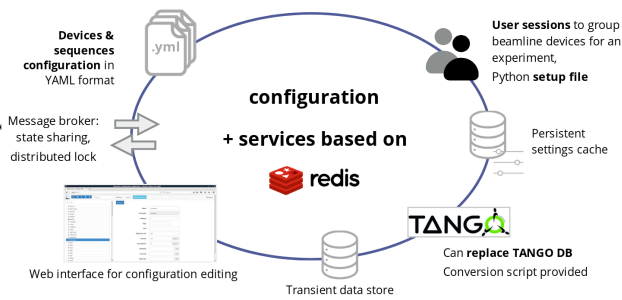 Devices &
sequences
configuration in
YAML format
.yml
User sessions to group
beamline devices for an
experiment,
Python setup file
configuration
+ services based on
redis
Message broker:
state sharing,
distributed lock
Persistent
settings cache
TANGO
Can replace TANGO DB
Conversion script provided
Web interface for configuration editing
Transient data store